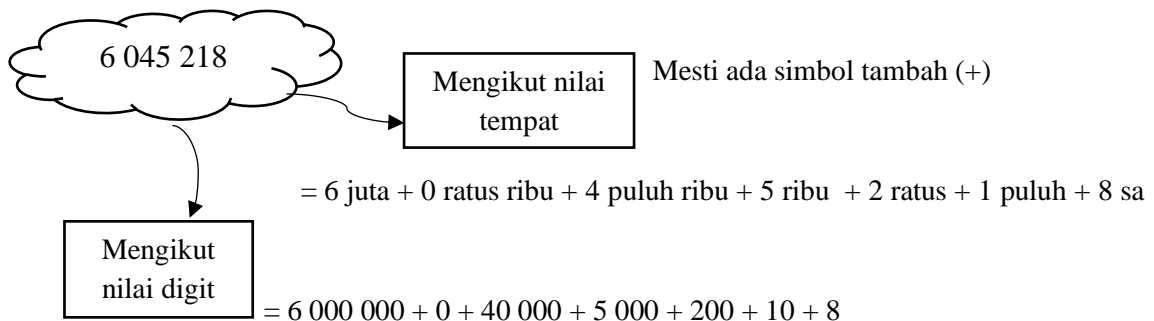 6 045 218
Mengikut nilai
tempat
Mesti ada simbol tambah (+)
= 6 juta + 0 ratus ribu + 4 puluh ribu + 5 ribu + 2 ratus + 1 puluh + 8 sa
Mengikut
nilai digit
= 6 000 000 + 0 + 40 000 + 5 000 + 200 + 10 + 8